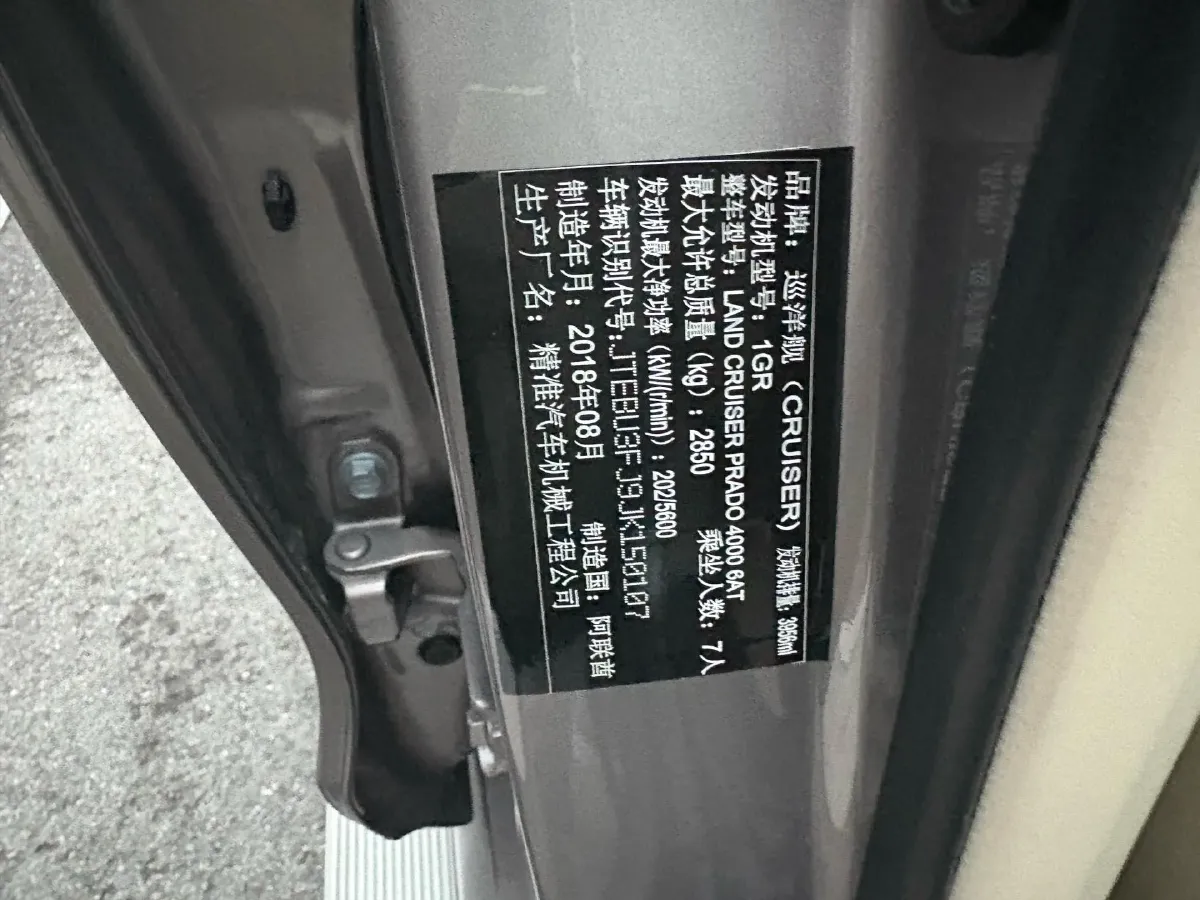 品牌：巡洋舰（CRUISER） 发动机排量：3956ml
发动机型号：1GR
整车型号：LAND CRUISER PRADO 4000 6AT
最大允许总质量（kg）：2850 乘坐人数：7人
发动机最大净功率（kW/(r/min)）：202/5600
车辆识别代号：JTEBU3FJ9JK150107
制造年月：2018年08月 制造国：阿联酋
生产厂名：精准汽车机械工程公司